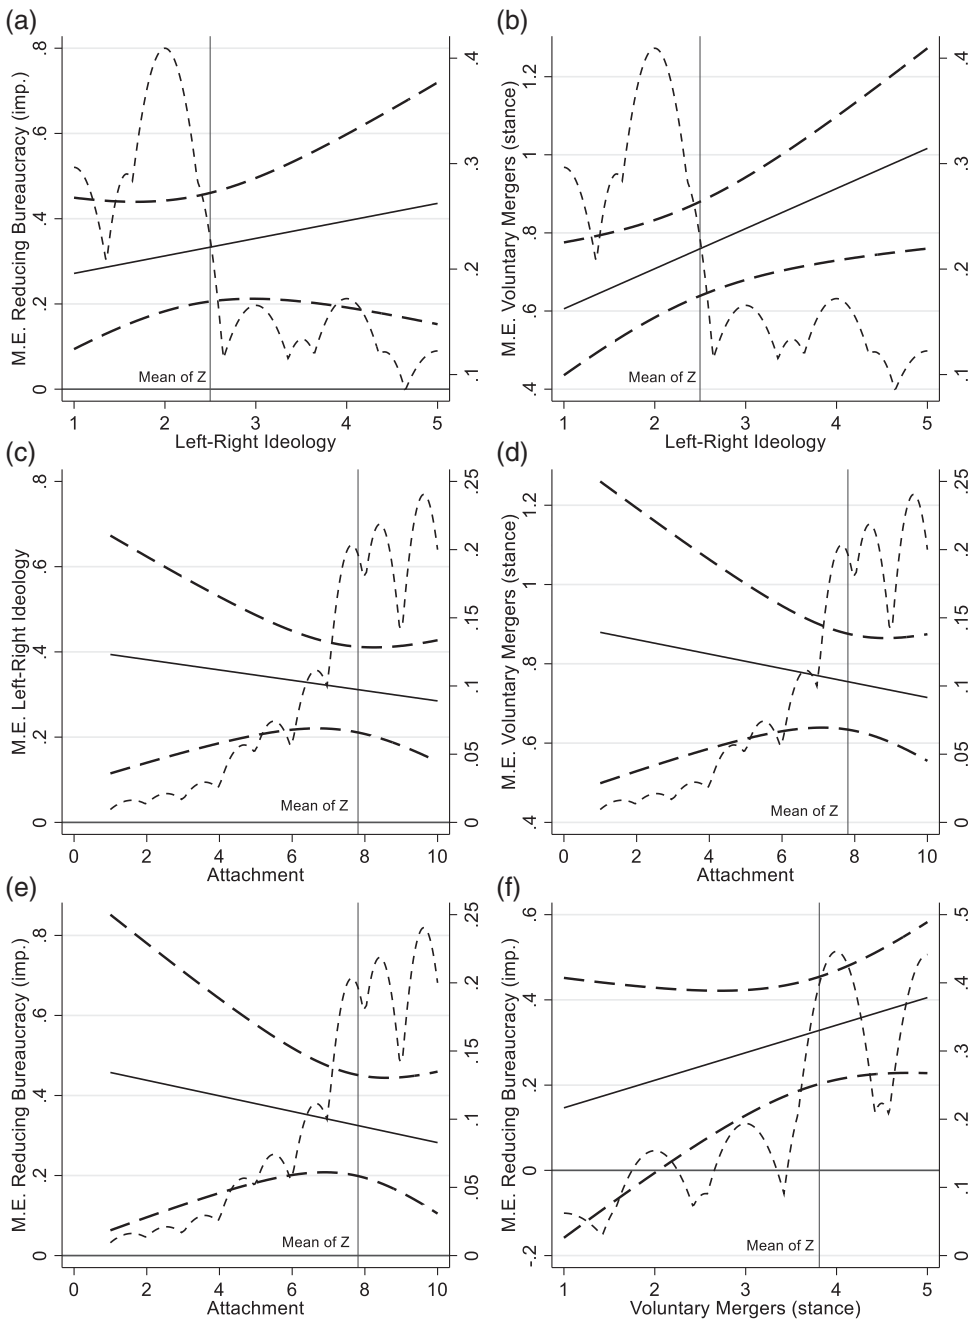 (a)
M.E. Reducing Bureaucracy (imp.)
.8
.6
.4
.2
0
.4
.3
.2
.1
Mean of Z
1 2 3 4 5
Left-Right Ideology
(b)
M.E. Voluntary Mergers (stance)
1.2
1
.8
.6
.4
.4
.3
.2
.1
Mean of Z
1 2 3 4 5
Left-Right Ideology
(c)
M.E. Left-Right Ideology
.8
.6
.4
.2
0
.25
.2
.15
.1
.05
0
Mean of Z
0 2 4 6 8 10
Attachment
(d)
M.E. Voluntary Mergers (stance)
1.2
1
.8
.6
.4
.25
.2
.15
.1
.05
0
Mean of Z
0 2 4 6 8 10
Attachment
(e)
M.E. Reducing Bureaucracy (imp.)
.8
.6
.4
.2
0
.25
.2
.15
.1
.05
0
Mean of Z
0 2 4 6 8 10
Attachment
(f)
M.E. Reducing Bureaucracy (imp.)
.6
.4
.2
0
-.2
.5
.4
.3
.2
.1
0
Mean of Z
1 2 3 4 5
Voluntary Mergers (stance)